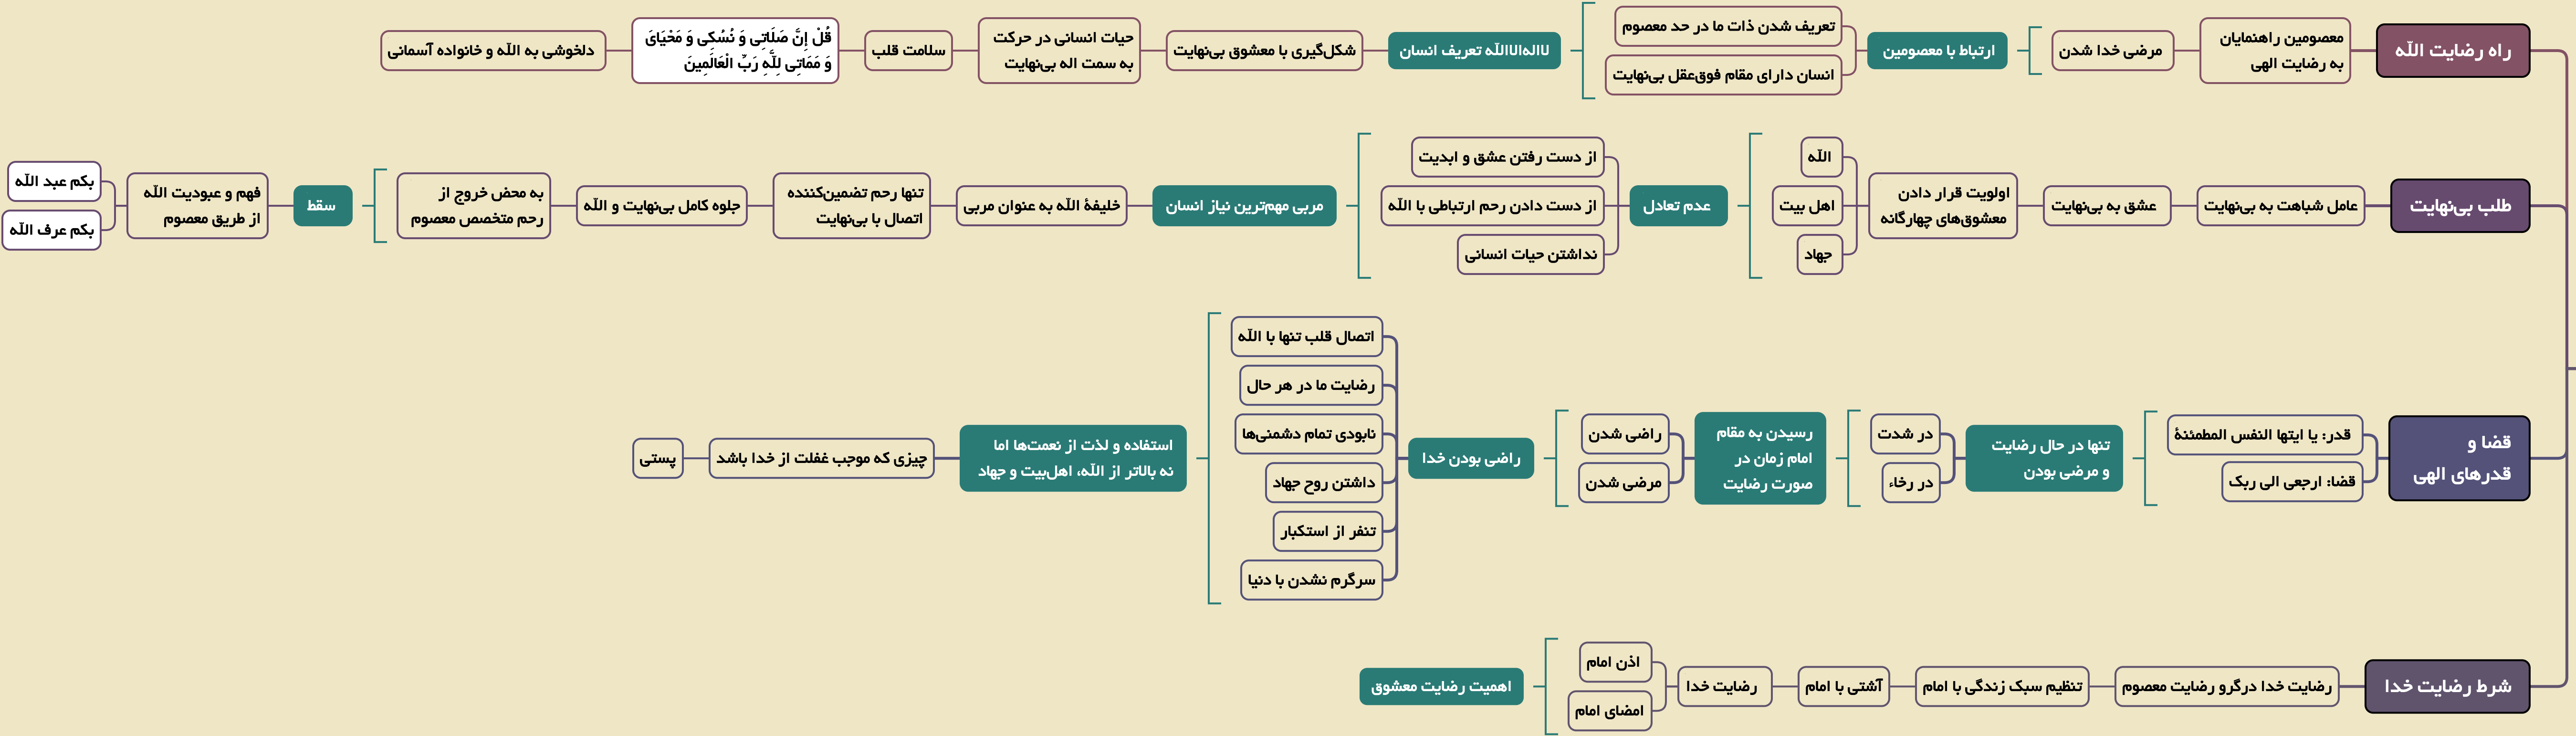 راه رضایت الله
معصومین راهنمایان
به رضایت الهی
مرضی خدا شدن
ارتباط با معصومین
تعریف شدن ذات ما در حد معصوم
انسان دارای مقام فوق‌عقل بی‌نهایت
لااله‌الاالله تعریف انسان
شکل‌گیری با معشوق بی‌نهایت
حیات انسانی در حرکت
به سمت اله بی‌نهایت
سلامت قلب
قُلْ إِنَّ صَلَاتِی وَ نُسُکِی وَ مَحْیَایَ
وَ مَمَاتِی لِلَّهِ رَبِّ الْعَالَمِینَ
دلخوشی به الله و خانواده آسمانی
طلب بی‌نهایت
عامل شباهت به بی‌نهایت
عشق به بی‌نهایت
اولویت قرار دادن
معشوق‌های چهارگانه
الله
اهل بیت
جهاد
عدم تعادل
از دست رفتن عشق و ابدیت
از دست دادن رحم ارتباطی با الله
نداشتن حیات انسانی
مربی مهم‌ترین نیاز انسان
خلیفهٔ الله به عنوان مربی
تنها رحم تضمین‌کننده
اتصال با بی‌نهایت
جلوه کامل بی‌نهایت و الله
به محض خروج از
رحم متخصص معصوم
سقط
فهم و عبودیت الله
از طریق معصوم
بکم عبد الله
بکم عرف الله
قضا و
قدرهای الهی
قدر: یا ایتها النفس المطمئنهٔ
قضا: ارجعی الی ربک
تنها در حال رضایت
و مرضی بودن
در شدت
در رخاء
رسیدن به مقام
امام زمان در
صورت رضایت
راضی شدن
مرضی شدن
راضی بودن خدا
اتصال قلب تنها با الله
رضایت ما در هر حال
نابودی تمام دشمنی‌ها
داشتن روح جهاد
تنفر از استکبار
سرگرم نشدن با دنیا
استفاده و لذت از نعمت‌ها اما
نه بالاتر از الله، اهل‌بیت و جهاد
چیزی که موجب غفلت از خدا باشد
پستی
شرط رضایت خدا
رضایت خدا درگرو رضایت معصوم
تنظیم سبک زندگی با امام
آشتی با امام
رضایت خدا
اذن امام
امضای امام
اهمیت رضایت معشوق